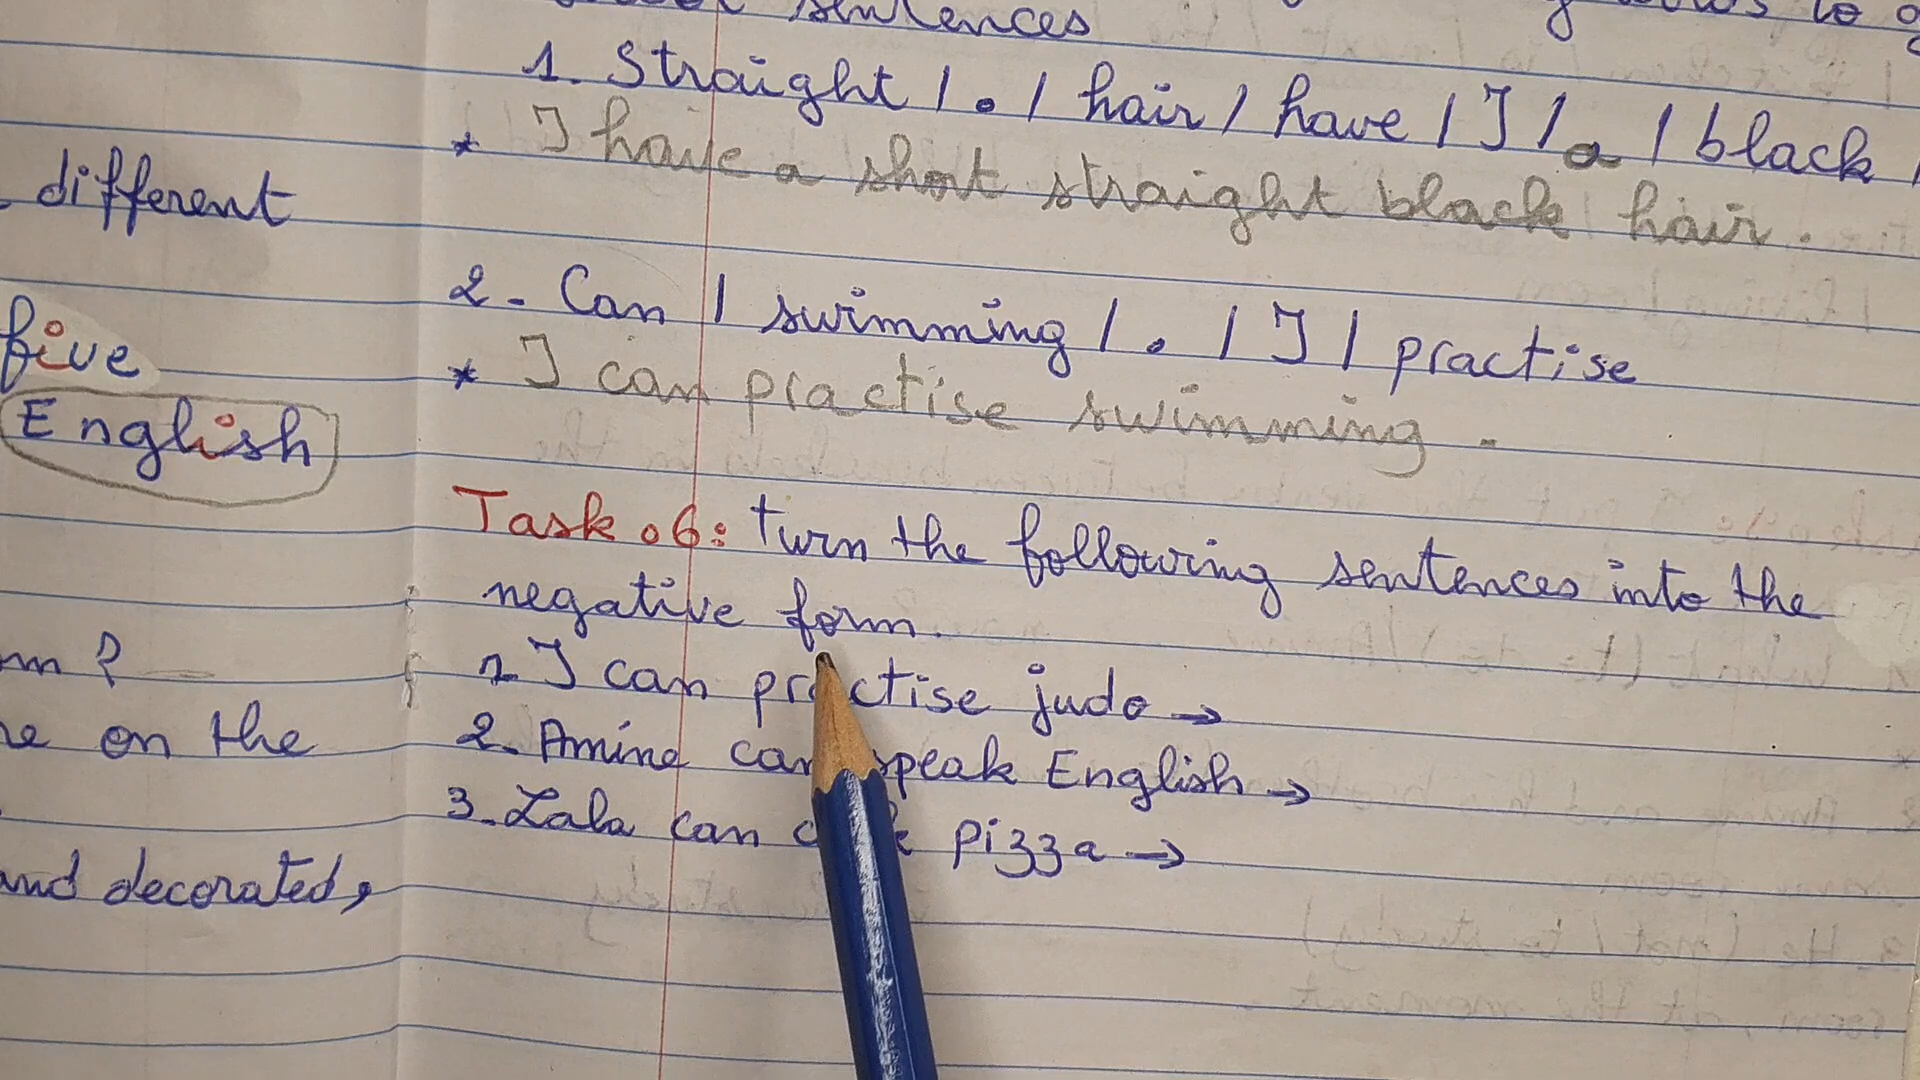 sentences
1. Straight / . / hair / have / I / a / black /
* I have a short straight black hair.
different
2- Can / swimming / . / I / practise
five
* I can practise swimming.
English
Task 06: turn the following sentences into the
negative form.
1. I can practise judo →
2. Amine can speak English →
on the
3. Lala can pizza →
and decorated,